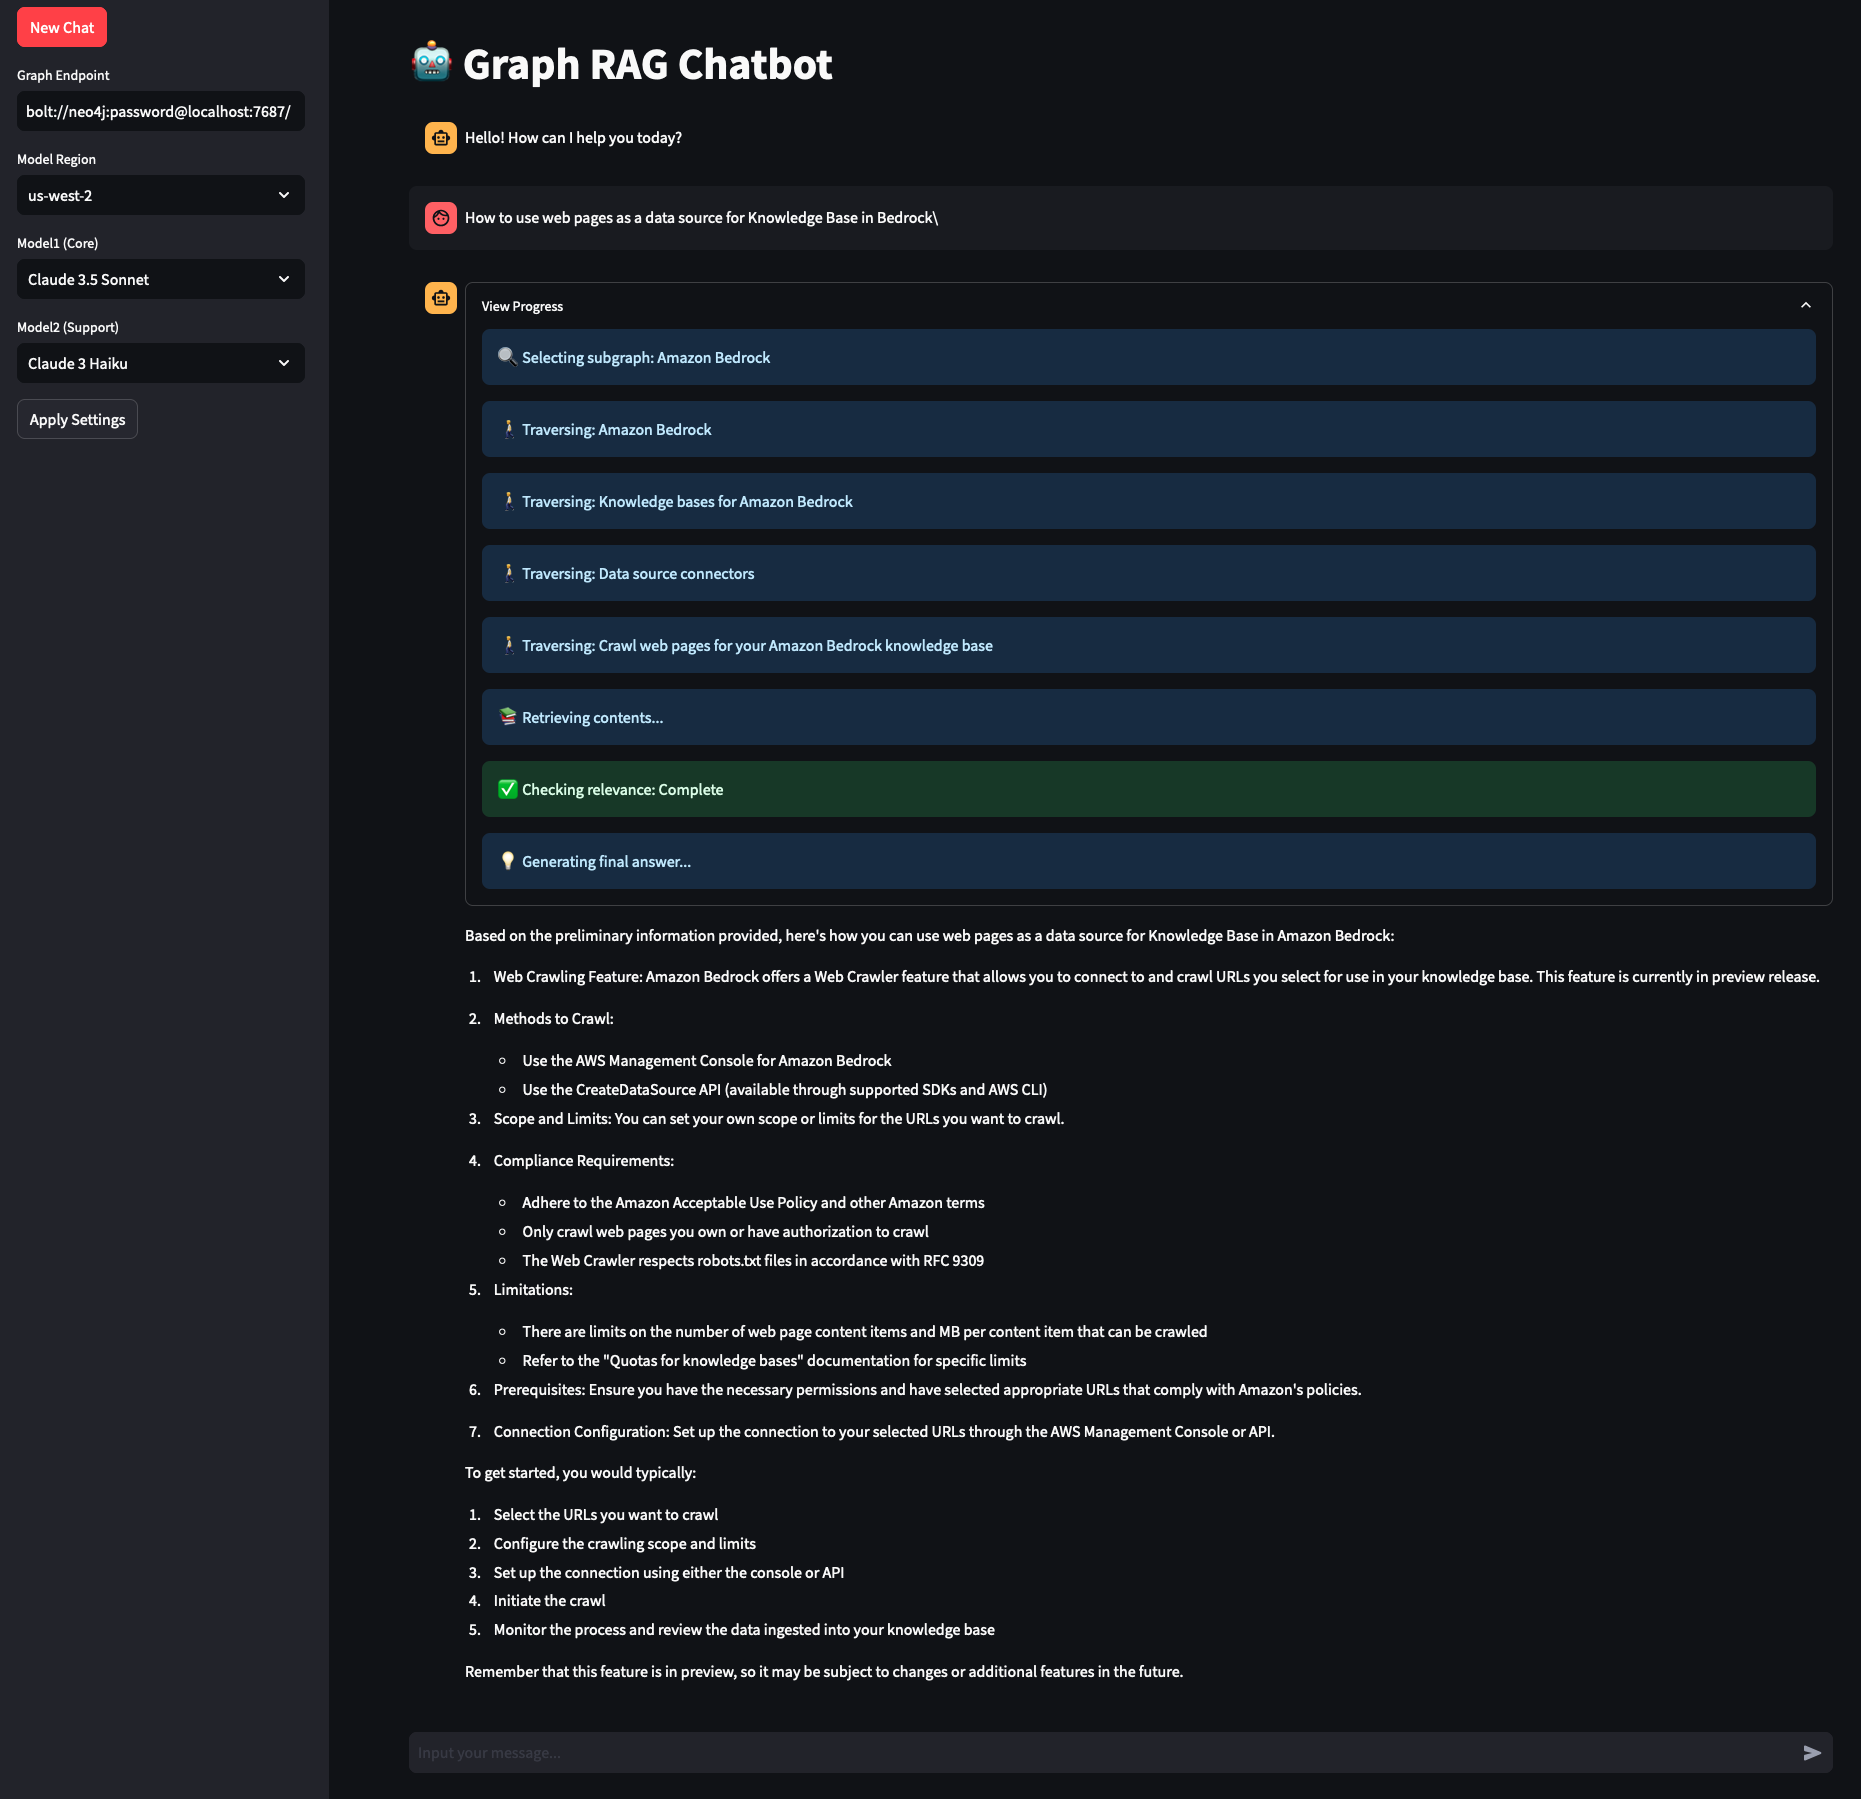 New Chat
Graph Endpoint
bolt://neo4j:password@localhost:7687/
Model Region
us-west-2
Model1 (Core)
Claude 3.5 Sonnet
Model2 (Support)
Claude 3 Haiku
Apply Settings
Graph RAG Chatbot
Hello! How can I help you today?
How to use web pages as a data source for Knowledge Base in Bedrock\
View Progress
Selecting subgraph: Amazon Bedrock
Traversing: Amazon Bedrock
Traversing: Knowledge bases for Amazon Bedrock
Traversing: Data source connectors
Traversing: Crawl web pages for your Amazon Bedrock knowledge base
Retrieving contents...
Checking relevance: Complete
Generating final answer...
Based on the preliminary information provided, here's how you can use web pages as a data source for Knowledge Base in Amazon Bedrock:
1. Web Crawling Feature: Amazon Bedrock offers a Web Crawler feature that allows you to connect to and crawl URLs you select for use in your knowledge base. This feature is currently in preview release.
2. Methods to Crawl:
Use the AWS Management Console for Amazon Bedrock
Use the CreateDataSource API (available through supported SDKs and AWS CLI)
3. Scope and Limits: You can set your own scope or limits for the URLs you want to crawl.
4. Compliance Requirements:
Adhere to the Amazon Acceptable Use Policy and other Amazon terms
Only crawl web pages you own or have authorization to crawl
The Web Crawler respects robots.txt files in accordance with RFC 9309
5. Limitations:
There are limits on the number of web page content items and MB per content item that can be crawled
Refer to the "Quotas for knowledge bases" documentation for specific limits
6. Prerequisites: Ensure you have the necessary permissions and have selected appropriate URLs that comply with Amazon's policies.
7. Connection Configuration: Set up the connection to your selected URLs through the AWS Management Console or API.
To get started, you would typically:
1. Select the URLs you want to crawl
2. Configure the crawling scope and limits
3. Set up the connection using either the console or API
4. Initiate the crawl
5. Monitor the process and review the data ingested into your knowledge base
Remember that this feature is in preview, so it may be subject to changes or additional features in the future.
Input your message...